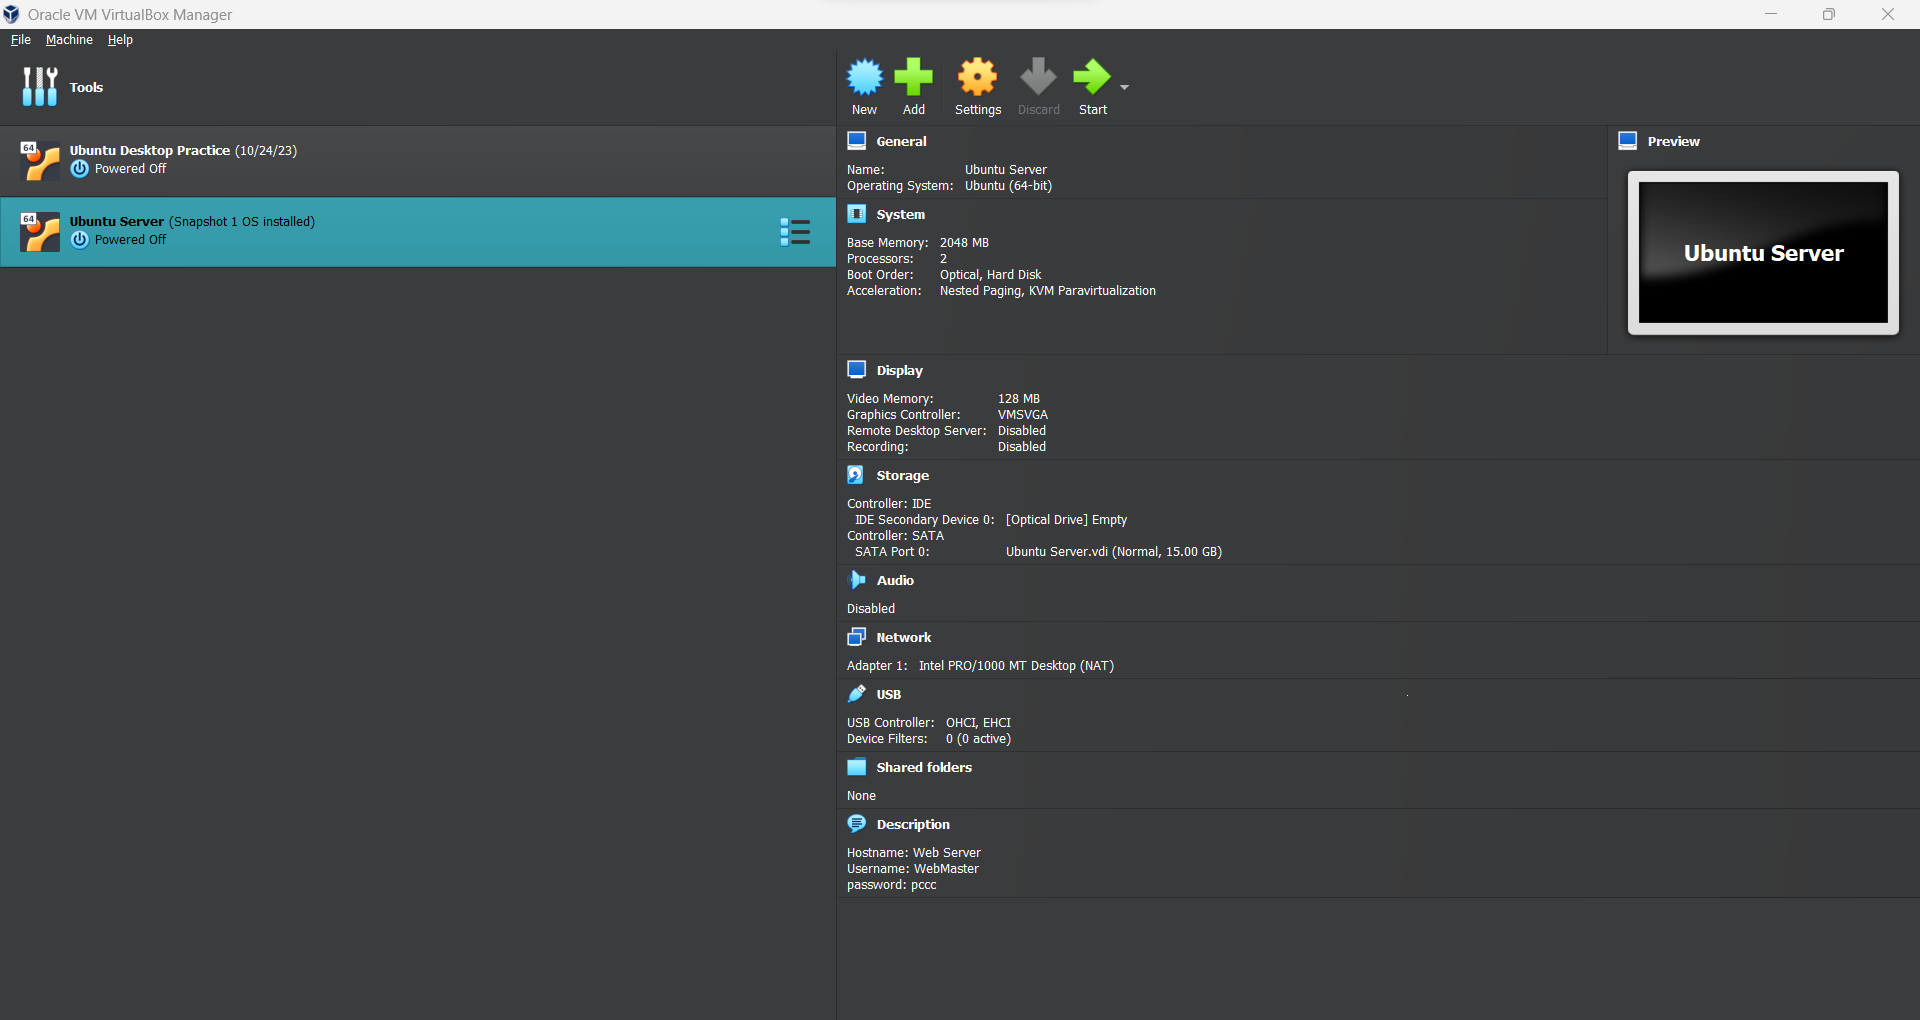 Oracle VM VirtualBox Manager
File Machine Help
Tools
New Add Settings Discard Start
64
Ubuntu Desktop Practice (10/24/23)
Powered Off
64
Ubuntu Server (Snapshot 1 OS installed)
Powered Off
General
Name: Ubuntu Server
Operating System: Ubuntu (64-bit)
System
Base Memory: 2048 MB
Processors: 2
Boot Order: Optical, Hard Disk
Acceleration: Nested Paging, KVM Paravirtualization
Preview
Ubuntu Server
Display
Video Memory: 128 MB
Graphics Controller: VMSVGA
Remote Desktop Server: Disabled
Recording: Disabled
Storage
Controller: IDE
IDE Secondary Device 0: [Optical Drive] Empty
Controller: SATA
SATA Port 0: Ubuntu Server.vdi (Normal, 15.00 GB)
Audio
Disabled
Network
Adapter 1: Intel PRO/1000 MT Desktop (NAT)
USB
USB Controller: OHCI, EHCI
Device Filters: 0 (0 active)
Shared folders
None
Description
Hostname: Web Server
Username: WebMaster
password: pccc